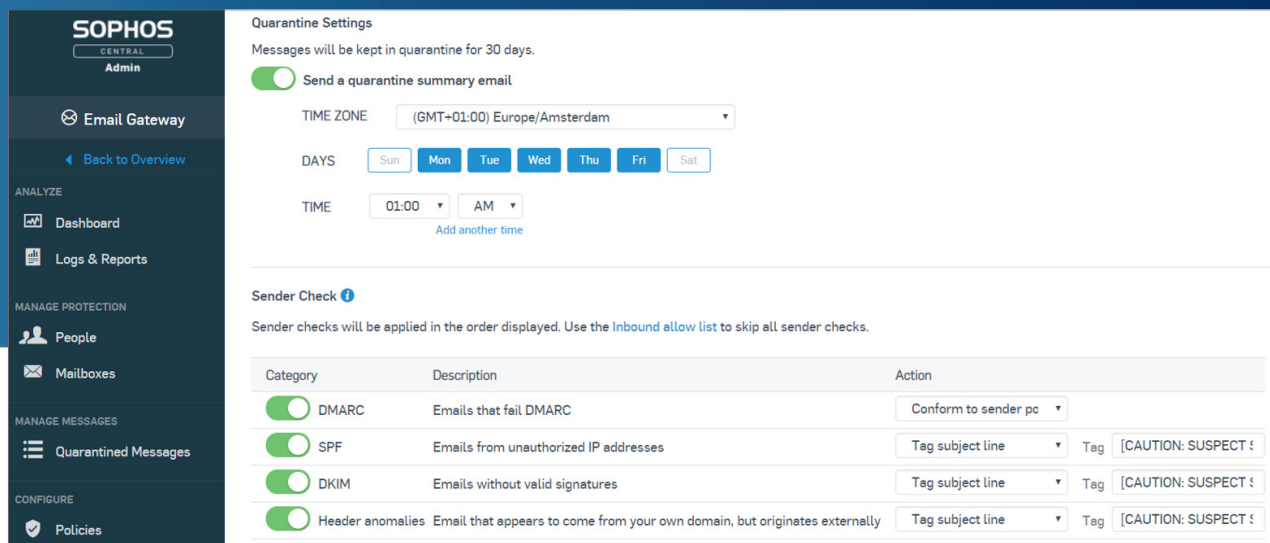 SOPHOS
CENTRAL
Admin
Email Gateway
Back to Overview
ANALYZE
Dashboard
Logs & Reports
MANAGE PROTECTION
People
Mailboxes
MANAGE MESSAGES
Quarantined Messages
CONFIGURE
Policies
Quarantine Settings
Messages will be kept in quarantine for 30 days.
Send a quarantine summary email
TIME ZONE (GMT+01:00) Europe/Amsterdam
DAYS Sun Mon Tue Wed Thu Fri Sat
TIME 01:00 AM
Add another time
Sender Check
Sender checks will be applied in the order displayed. Use the Inbound allow list to skip all sender checks.
Category Description Action
DMARC Emails that fail DMARC Conform to sender pc
SPF Emails from unauthorized IP addresses Tag subject line Tag [CAUTION: SUSPECT S
DKIM Emails without valid signatures Tag subject line Tag [CAUTION: SUSPECT S
Header anomalies Email that appears to come from your own domain, but originates externally Tag subject line Tag [CAUTION: SUSPECT S